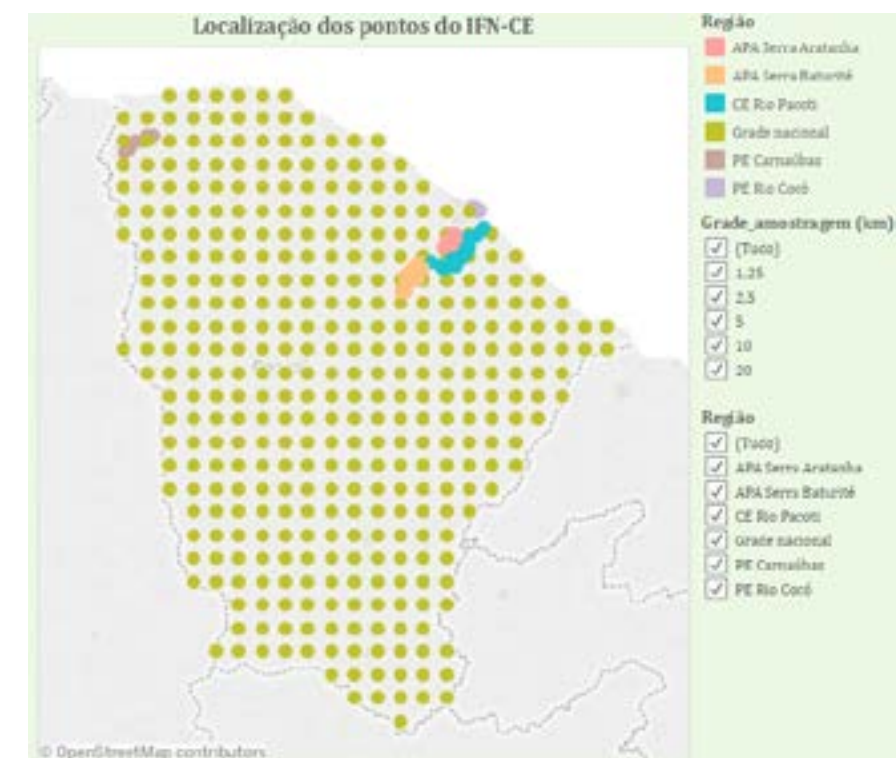 Localização dos pontos do IFN-CE
Região
APA Serra Aratanha
APA Serra Baturité
CE Rio Pacoti
Grade nacional
PE Carnaúbas
PE Rio Cocó
Grade_amostragem (km)
(Tudo)
1,25
2,5
5
10
20
Região
(Tudo)
APA Serra Aratanha
APA Serra Baturité
CE Rio Pacoti
Grade nacional
PE Carnaúbas
PE Rio Cocó
© OpenStreetMap contributors